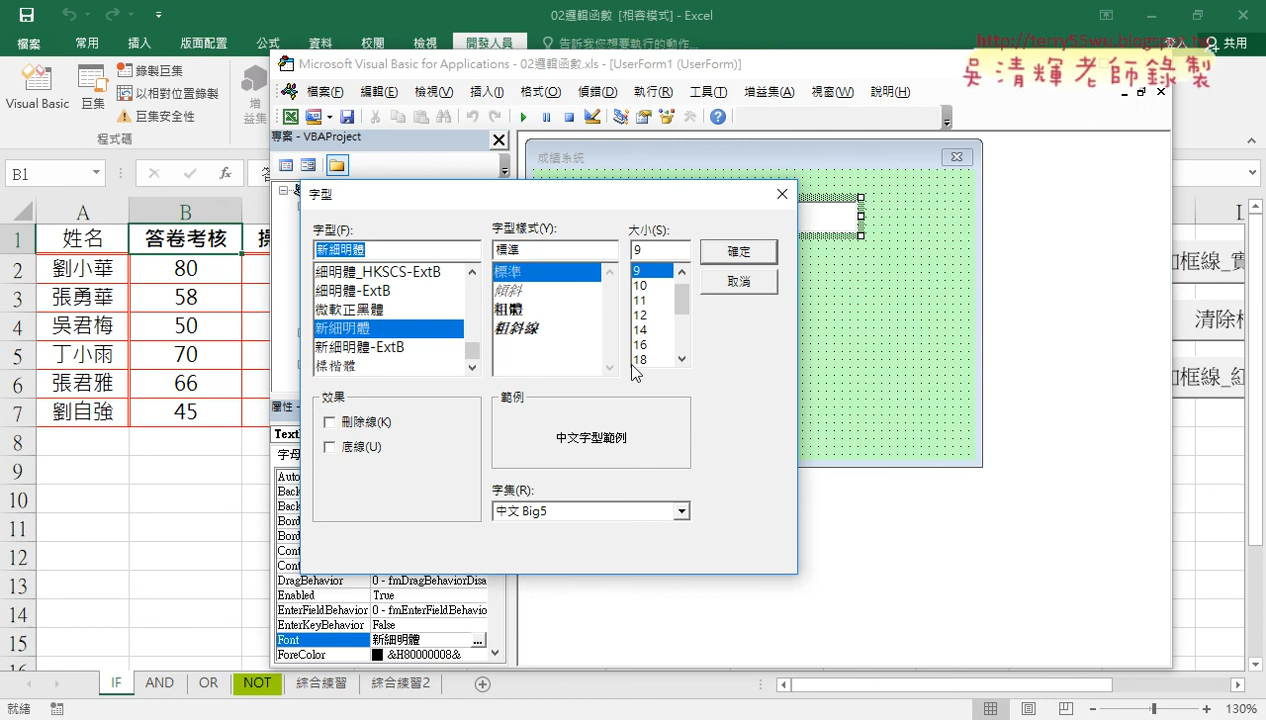 02邏輯函數 [相容模式] - Excel
檔案 常用 插入 版面配置 公式 資料 校閱 檢視 開發人員 告訴我您想要執行的動作... 登入 共用
http://terry55wu.blogspot.tw
吳清輝老師錄製
Visual Basic 巨集
錄製巨集
以相對位置錄製
巨集安全性
程式碼
增
益集
Microsoft Visual Basic for Applications - 02邏輯函數.xls - [UserForm1 (UserForm)]
檔案(F) 編輯(E) 檢視(V) 插入(I) 格式(O) 偵錯(D) 執行(R) 工具(T) 增益集(A) 視窗(W) 說明(H)
專案 - VBAProject
成績系統
B1
A B L
1 姓名 答卷考核
2 劉小華 80
3 張勇華 58
4 吳君梅 50
5 丁小雨 70
6 張君雅 66
7 劉自強 45
8
9
10
11
12
13
14
15
字型
字型(F): 字型樣式(Y): 大小(S):
新細明體 標準 9
確定
取消
細明體_HKSCS-ExtB
細明體-ExtB
微軟正黑體
新細明體
新細明體-ExtB
標楷體
標準
傾斜
粗體
粗斜線
9
10
11
12
14
16
18
效果
刪除線(K)
底線(U)
範例
中文字型範例
字集(R):
中文 Big5
清除
屬性 -
Text
字母
DragBehavior 0 - fmDragBehaviorDisa
Enabled True
EnterFieldBehavior 0 - fmEnterFieldBehavio
EnterKeyBehavior False
Font 新細明體 ...
ForeColor &H80000008&
IF AND OR NOT 綜合練習 綜合練習2
就緒 130%